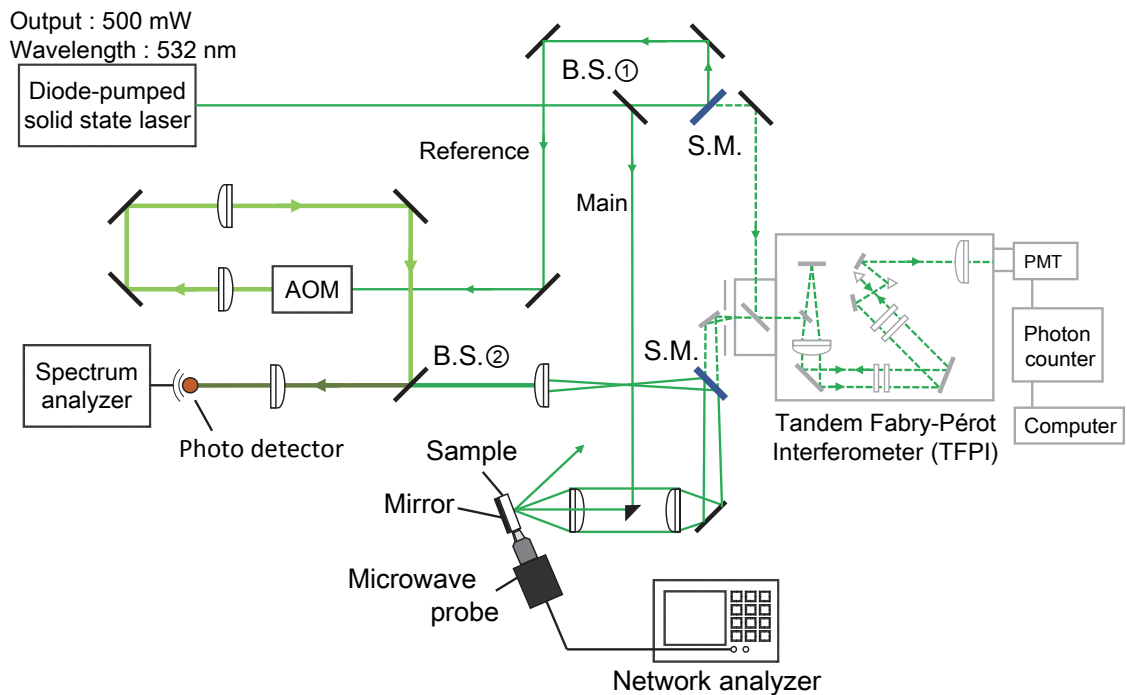 Output : 500 mW
Wavelength : 532 nm
Diode-pumped
solid state laser
B.S.①
S.M.
Reference
Main
AOM
PMT
Photon
counter
Computer
S.M.
B.S.②
Spectrum
analyzer
Photo detector
Tandem Fabry-Pérot
Interferometer (TFPI)
Sample
Mirror
Microwave
probe
Network analyzer